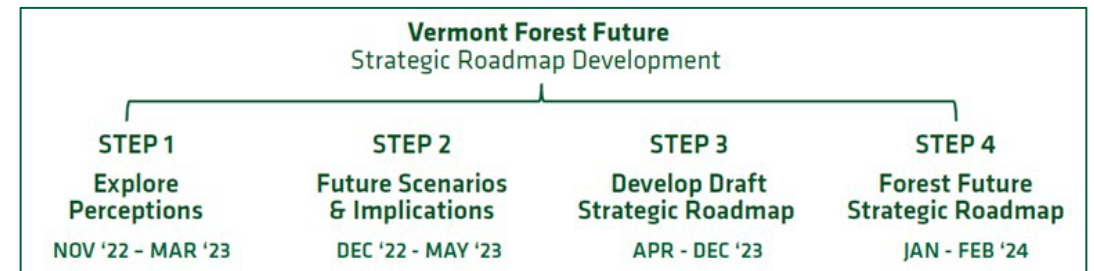 Vermont Forest Future
Strategic Roadmap Development
STEP 1
Explore
Perceptions
NOV ‘22 – MAR ‘23
STEP 2
Future Scenarios
& Implications
DEC ‘22 - MAY ‘23
STEP 3
Develop Draft
Strategic Roadmap
APR - DEC ‘23
STEP 4
Forest Future
Strategic Roadmap
JAN - FEB ‘24